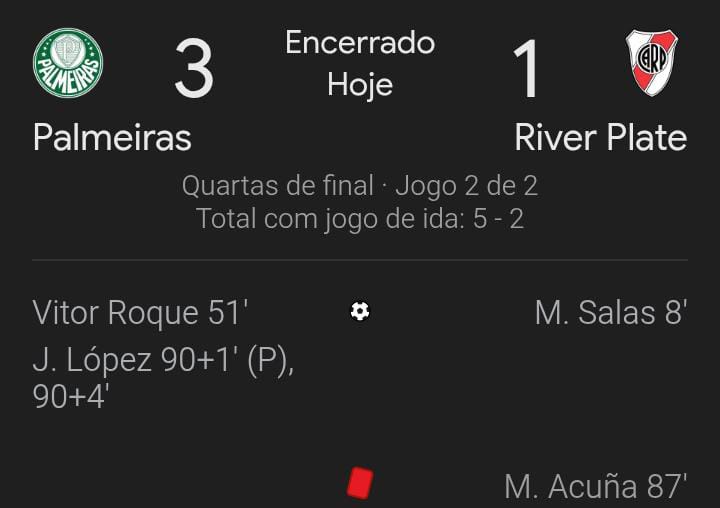 3 Encerrado 1
Hoje
Palmeiras River Plate
Quartas de final · Jogo 2 de 2
Total com jogo de ida: 5 - 2
Vitor Roque 51' M. Salas 8'
J. López 90+1' (P),
90+4'
M. Acuña 87'
PALMEIRAS
CARP